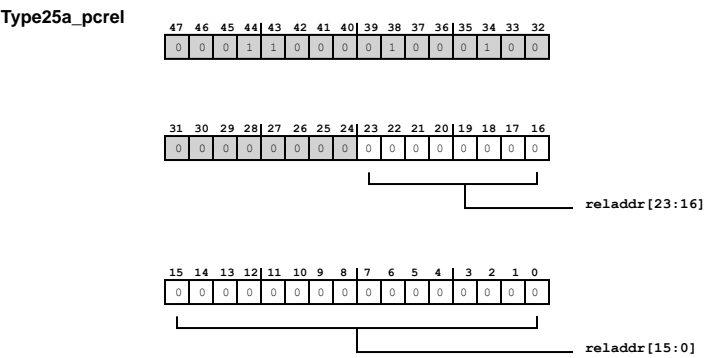 Type25a_pcrel
47 46 45 44 43 42 41 40 39 38 37 36 35 34 33 32
0 0 0 1 1 0 0 0 0 1 0 0 0 1 0 0
31 30 29 28 27 26 25 24 23 22 21 20 19 18 17 16
0 0 0 0 0 0 0 0 0 0 0 0 0 0 0 0
reladdr[23:16]
15 14 13 12 11 10 9 8 7 6 5 4 3 2 1 0
0 0 0 0 0 0 0 0 0 0 0 0 0 0 0 0
reladdr[15:0]